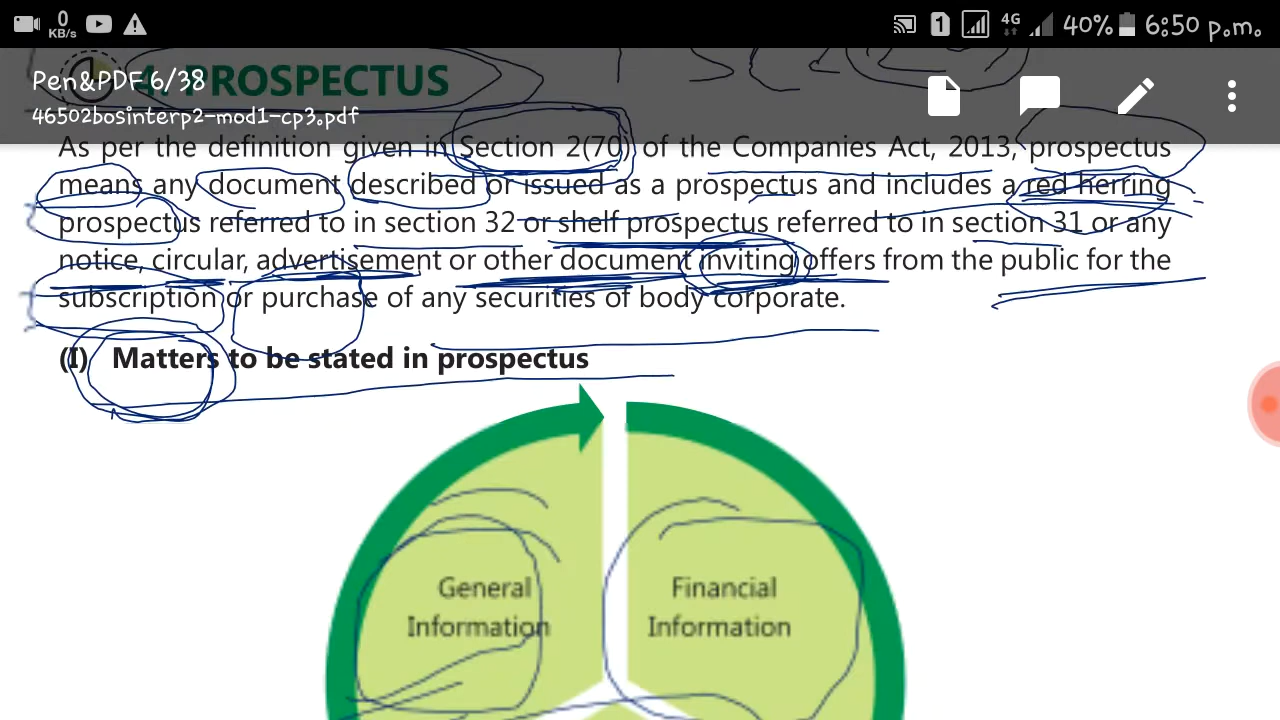 0
KB/s
1
4G
40%
6:50 p.m.
4. PROSPECTUS
Pen&PDF 6/38
46502bosinterp2-mod1-cp3.pdf
As per the definition given in Section 2(70) of the Companies Act, 2013, prospectus
means any document described or issued as a prospectus and includes a red herring
prospectus referred to in section 32 or shelf prospectus referred to in section 31 or any
notice, circular, advertisement or other document inviting offers from the public for the
subscription or purchase of any securities of body corporate.
(I) Matters to be stated in prospectus
General
Information
Financial
Information